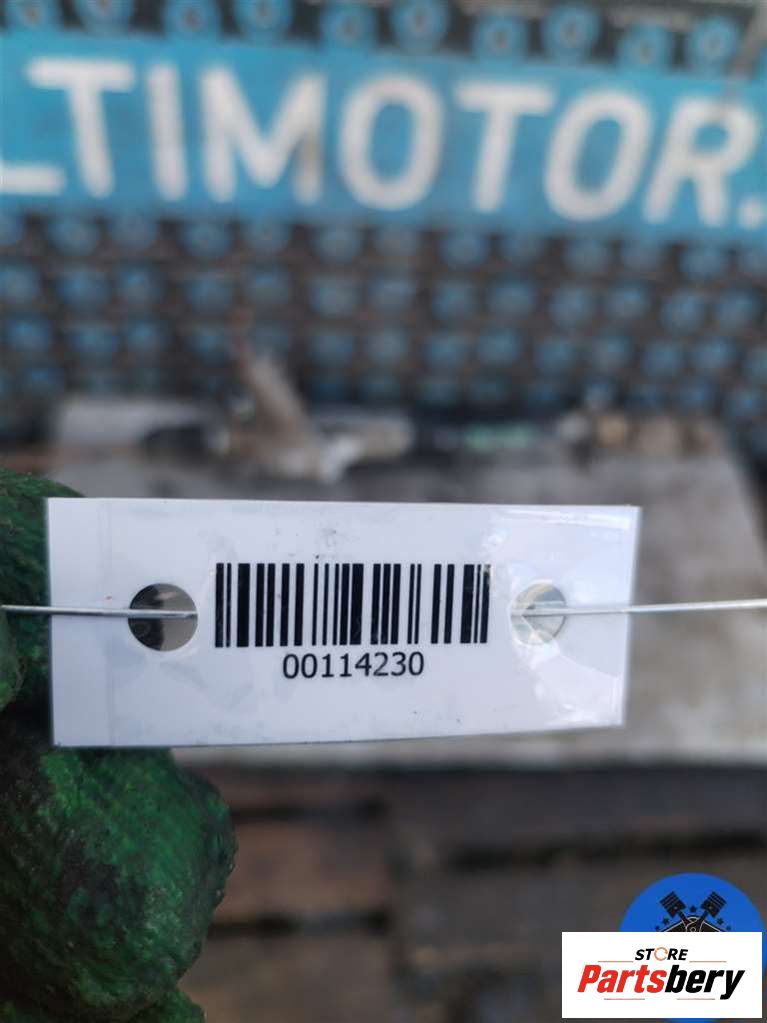 LTIMOTOR.
00114230
STORE
Partsbery